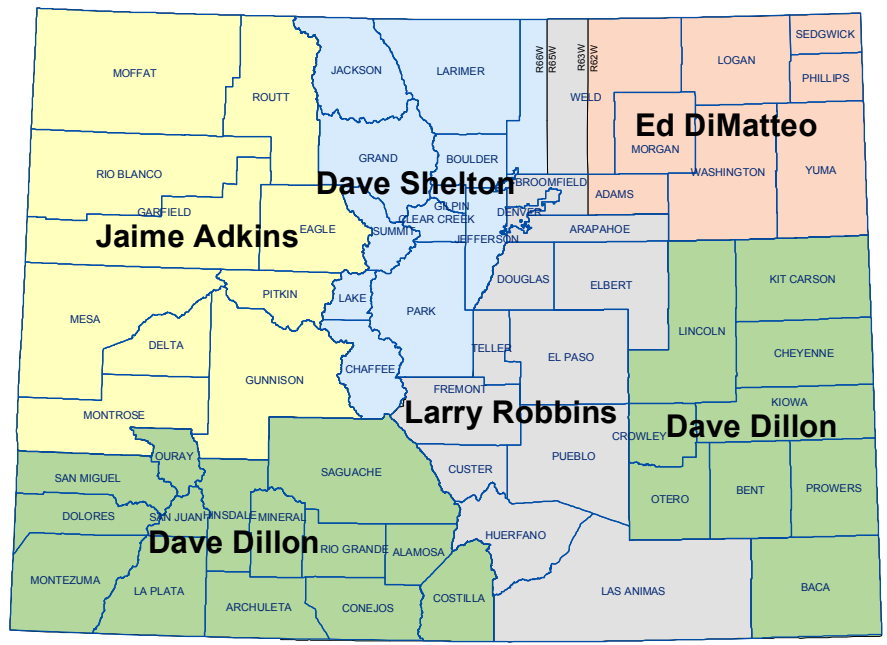 SEDGWICK
LOGAN
MOFFAT
JACKSON
LARIMER
R66W
R65W
R63W
R62W
PHILLIPS
ROUTT
WELD
Ed DiMatteo
MORGAN
GRAND
BOULDER
RIO BLANCO
WASHINGTON
YUMA
Dave Shelton
BROOMFIELD
ADAMS
GILPIN
GARFIELD
DENVER
CLEAR CREEK
EAGLE
SUMMIT
ARAPAHOE
Jaime Adkins
JEFFERSON
DOUGLAS
KIT CARSON
ELBERT
PITKIN
LAKE
PARK
MESA
LINCOLN
DELTA
TELLER
CHEYENNE
EL PASO
CHAFFEE
GUNNISON
FREMONT
KIOWA
MONTROSE
Larry Robbins
Dave Dillon
CROWLEY
OURAY
PUEBLO
SAGUACHE
CUSTER
SAN MIGUEL
BENT
PROWERS
OTERO
DOLORES
SAN JUAN
HINSDALE
MINERAL
HUERFANO
Dave Dillon
RIO GRANDE
ALAMOSA
MONTEZUMA
LA PLATA
LAS ANIMAS
BACA
COSTILLA
ARCHULETA
CONEJOS